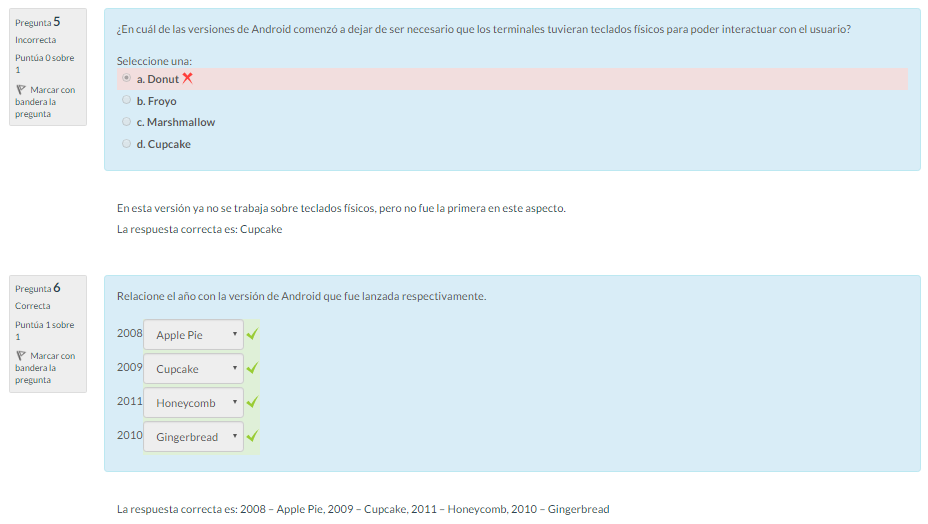 Pregunta 5
Incorrecta
Puntúa 0 sobre
1
Marcar con
bandera la
pregunta
¿En cuál de las versiones de Android comenzó a dejar de ser necesario que los terminales tuvieran teclados físicos para poder interactuar con el usuario?
Seleccione una:
a. Donut
b. Froyo
c. Marshmallow
d. Cupcake
En esta versión ya no se trabaja sobre teclados físicos, pero no fue la primera en este aspecto.
La respuesta correcta es: Cupcake
Pregunta 6
Correcta
Puntúa 1 sobre
1
Marcar con
bandera la
pregunta
Relacione el año con la versión de Android que fue lanzada respectivamente.
2008 Apple Pie
2009 Cupcake
2011 Honeycomb
2010 Gingerbread
La respuesta correcta es: 2008 – Apple Pie, 2009 – Cupcake, 2011 – Honeycomb, 2010 – Gingerbread